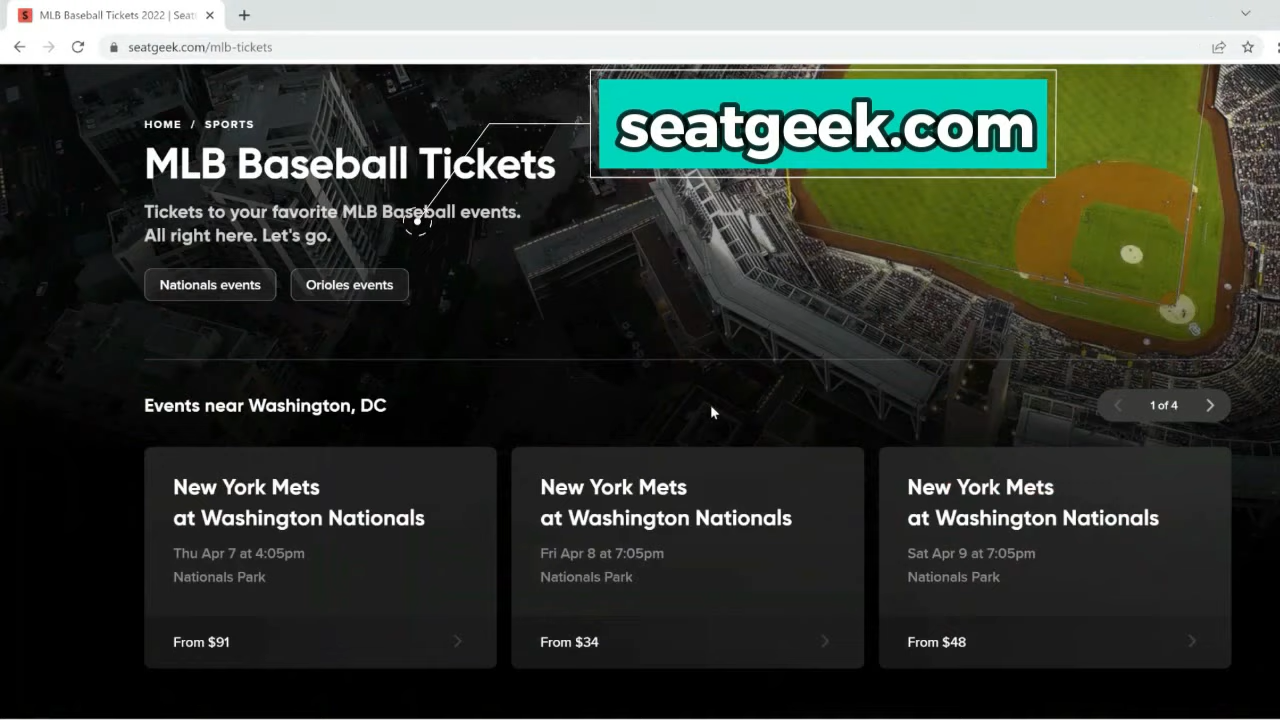 MLB Baseball Tickets 2022 | Seat
seatgeek.com/mlb-tickets
seatgeek.com
HOME / SPORTS
MLB Baseball Tickets
Tickets to your favorite MLB Baseball events.
All right here. Let's go.
Nationals events
Orioles events
Events near Washington, DC
1 of 4
New York Mets
at Washington Nationals
Thu Apr 7 at 4:05pm
Nationals Park
From $91
New York Mets
at Washington Nationals
Fri Apr 8 at 7:05pm
Nationals Park
From $34
New York Mets
at Washington Nationals
Sat Apr 9 at 7:05pm
Nationals Park
From $48